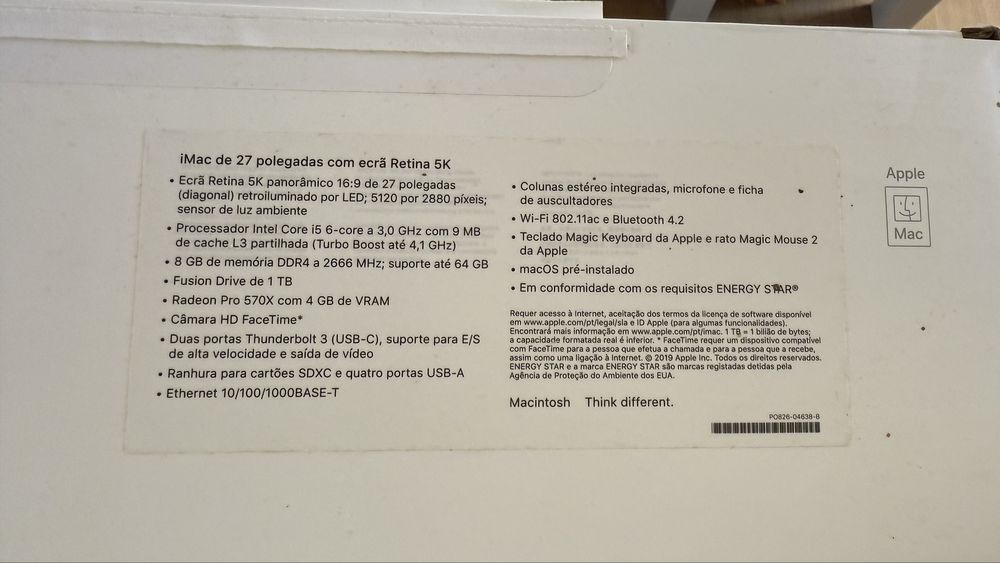 iMac de 27 polegadas com ecrã Retina 5K
• Ecrã Retina 5K panorâmico 16:9 de 27 polegadas
(diagonal) retroiluminado por LED; 5120 por 2880 píxeis;
sensor de luz ambiente
• Processador Intel Core i5 6-core a 3,0 GHz com 9 MB
de cache L3 partilhada (Turbo Boost até 4,1 GHz)
• 8 GB de memória DDR4 a 2666 MHz; suporte até 64 GB
• Fusion Drive de 1 TB
• Radeon Pro 570X com 4 GB de VRAM
• Câmara HD FaceTime*
• Duas portas Thunderbolt 3 (USB-C), suporte para E/S
de alta velocidade e saída de vídeo
• Ranhura para cartões SDXC e quatro portas USB-A
• Ethernet 10/100/1000BASE-T
• Colunas estéreo integradas, microfone e ficha
de auscultadores
• Wi-Fi 802.11ac e Bluetooth 4.2
• Teclado Magic Keyboard da Apple e rato Magic Mouse 2
da Apple
• macOS pré-instalado
• Em conformidade com os requisitos ENERGY STAR®
Requer acesso à Internet, aceitação dos termos da licença de software disponível
em www.apple.com/pt/legal/sla e ID Apple (para algumas funcionalidades).
Encontrará mais informação em www.apple.com/pt/imac. 1 TB = 1 bilião de bytes;
a capacidade formatada real é inferior. * FaceTime requer um dispositivo compatível
com FaceTime para a pessoa que efetua a chamada e para a pessoa que a recebe,
assim como uma ligação à Internet. © 2019 Apple Inc. Todos os direitos reservados.
ENERGY STAR e a marca ENERGY STAR são marcas registadas detidas pela
Agência de Proteção do Ambiente dos EUA.
Macintosh Think different.
PO826-04638-B
Apple
Mac